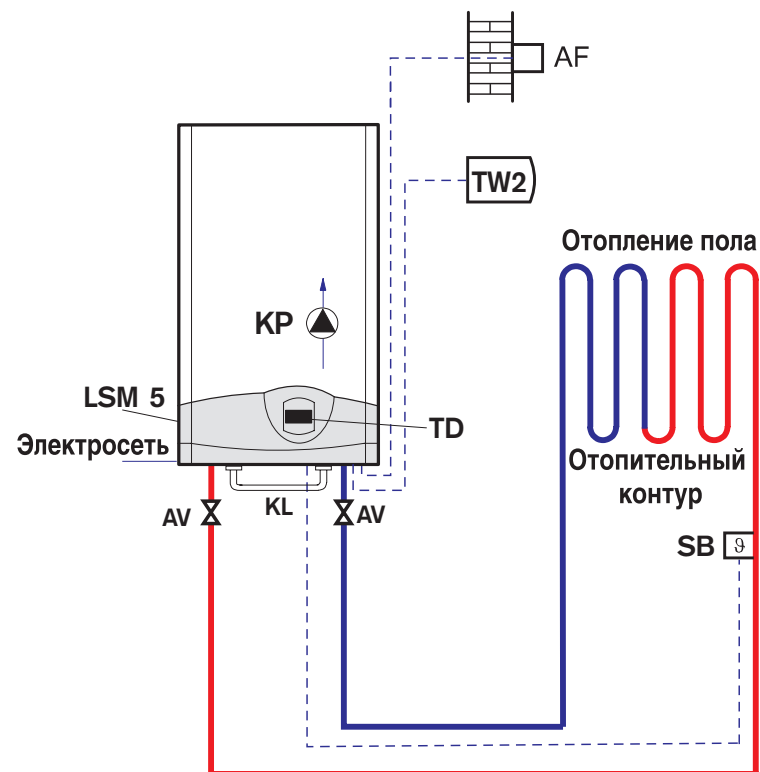 AF
TW2
Отопление пола
KP
LSM 5
TD
Электросеть
Отопительный
контур
KL
AV
AV
SB ϑ